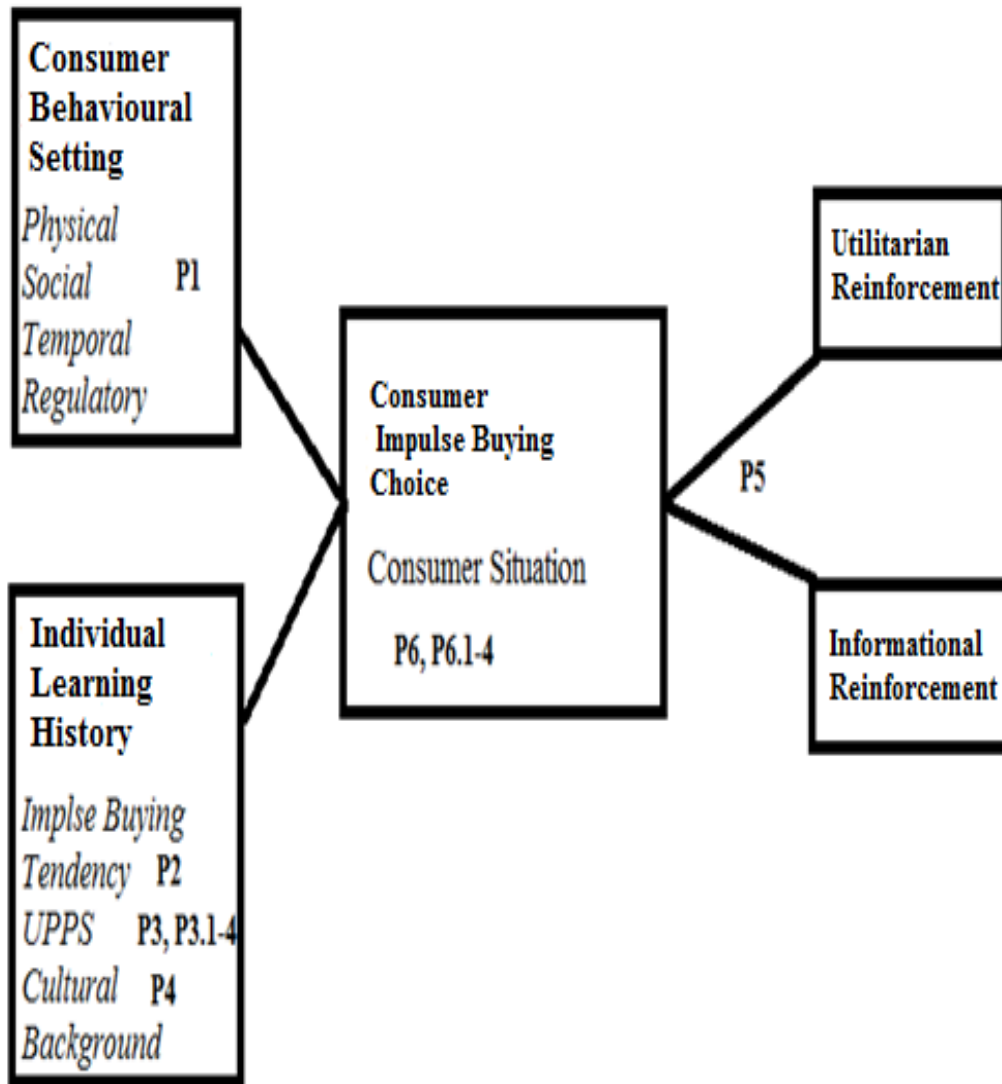 Consumer
Behavioural
Setting
Physical
Social P1
Temporal
Regulatory
Individual
Learning
History
Implse Buying
Tendency P2
UPPS P3, P3.1-4
Cultural P4
Background
Consumer
Impulse Buying
Choice
Consumer Situation
P6, P6.1-4
P5
Utilitarian
Reinforcement
Informational
Reinforcement